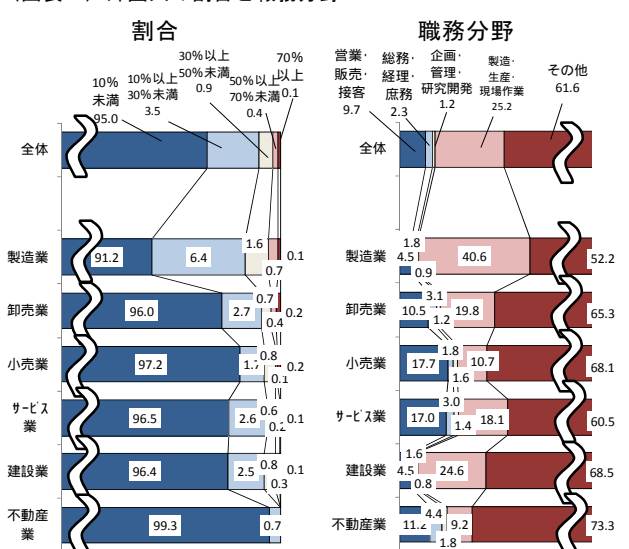 割合
職務分野
10%
未満
95.0
10%以上
30%未満
3.5
30%以上
50%未満
0.9
50%以上
70%未満
0.4
70%
以上
0.1
営業・
販売・
接客
9.7
総務・
経理・
庶務
2.3
企画・
管理・
研究開発
1.2
製造・
生産・
現場作業
25.2
その他
61.6
全体
全体
製造業 91.2 6.4 1.6 0.7 0.1
製造業 4.5 1.8 0.9 40.6 52.2
卸売業 96.0 2.7 0.7 0.4 0.2
卸売業 10.5 3.1 1.2 19.8 65.3
小売業 97.2 1.7 0.8 0.1 0.2
小売業 17.7 1.8 1.6 10.7 68.1
サービス
業 96.5 2.6 0.6 0.2 0.1
サービス業 17.0 3.0 1.4 18.1 60.5
建設業 96.4 2.5 0.8 0.3 0.1
建設業 4.5 1.6 0.8 24.6 68.5
不動産
業 99.3 0.7
不動産業 11.2 4.4 1.8 9.2 73.3